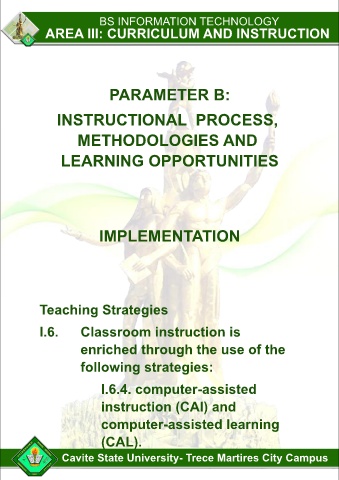 BS INFORMATION TECHNOLOGY
AREA III: CURRICULUM AND INSTRUCTION
PARAMETER B:
INSTRUCTIONAL PROCESS,
METHODOLOGIES AND
LEARNING OPPORTUNITIES
IMPLEMENTATION
Teaching Strategies
I.6. Classroom instruction is
enriched through the use of the
following strategies:
I.6.4. computer-assisted
instruction (CAI) and
computer-assisted learning
(CAL).
Cavite State University- Trece Martires City Campus